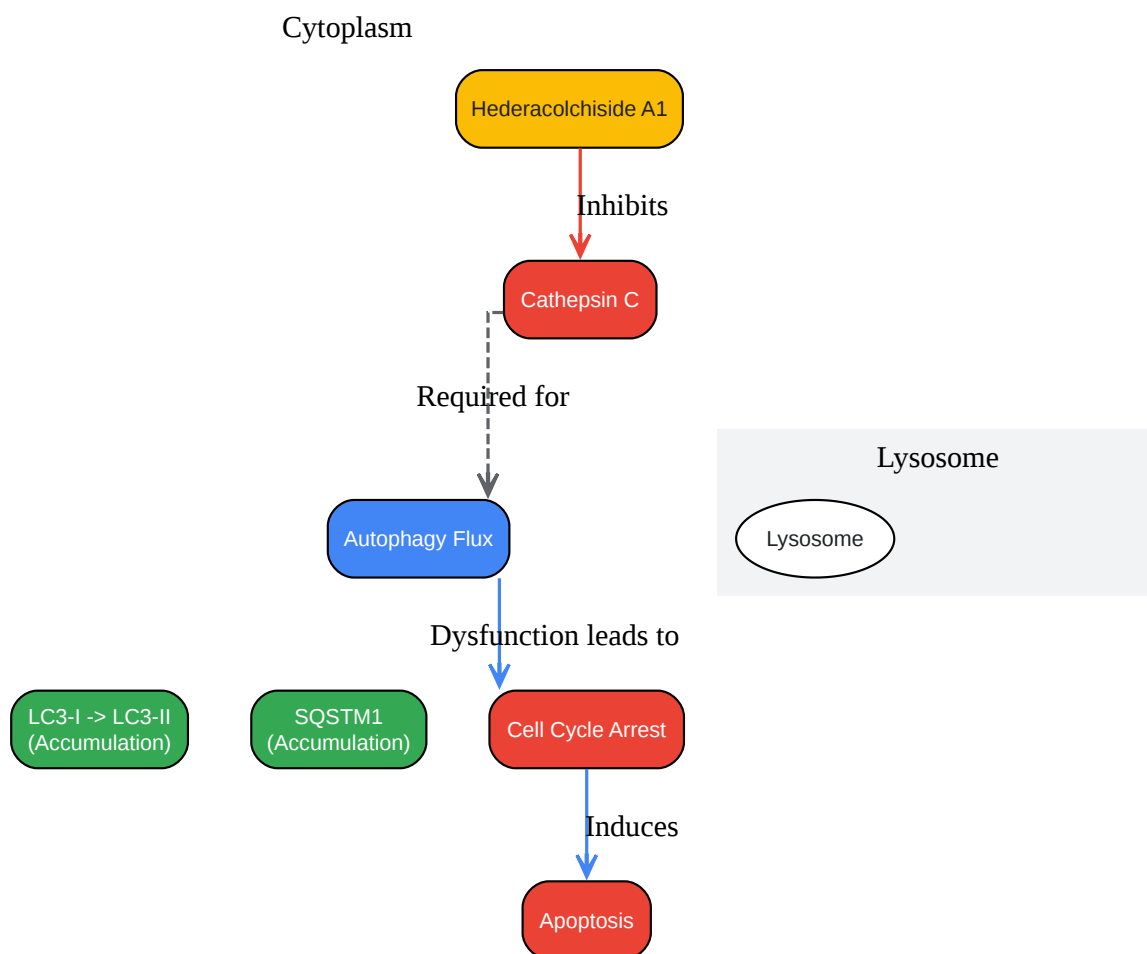 Cytoplasm
Hederacolchiside A1
Inhibits
Cathepsin C
Required for
Lysosome
Autophagy Flux
Lysosome
Dysfunction leads to
LC3-I -> LC3-II
(Accumulation)
SQSTM1
(Accumulation)
Cell Cycle Arrest
Induces
Apoptosis